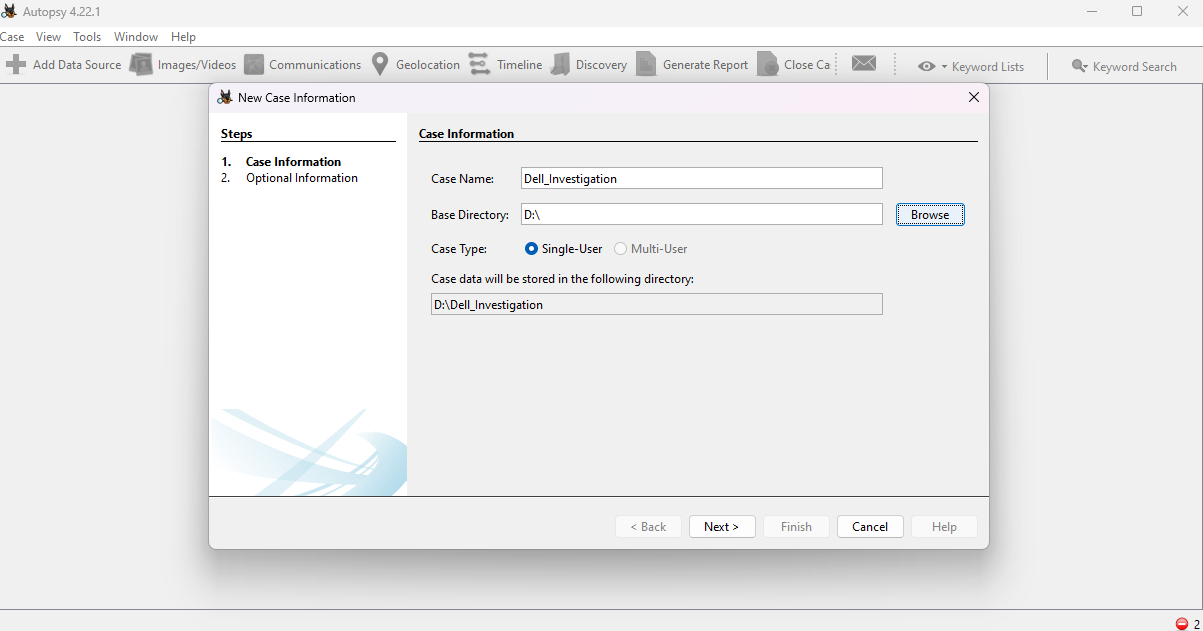 Autopsy 4.22.1
Case View Tools Window Help
Add Data Source Images/Videos Communications Geolocation Timeline Discovery Generate Report Close Ca Keyword Lists Keyword Search
New Case Information
Steps
1. Case Information
2. Optional Information
Case Information
Case Name: Dell_Investigation
Base Directory: D:\ Browse
Case Type: Single-User Multi-User
Case data will be stored in the following directory:
D:\Dell_Investigation
< Back Next > Finish Cancel Help
2